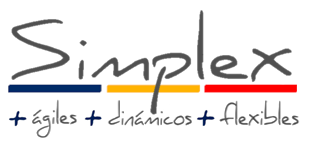 Simplex
+ ágiles + dinámicos + flexibles